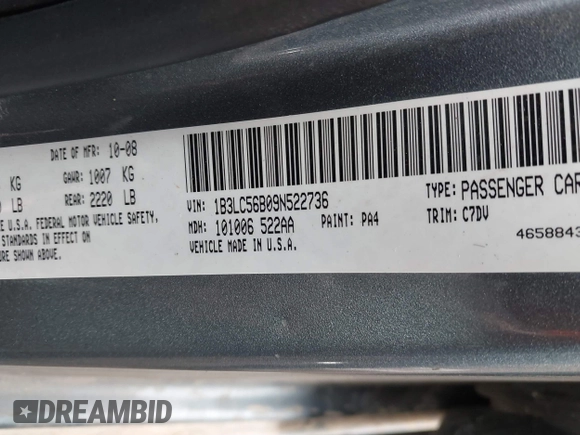 DATE OF MFR: 10-08
KG GAWR: 1007 KG
LB REAR: 2220 LB
U.S.A. FEDERAL MOTOR VEHICLE SAFETY,
STANDARDS IN EFFECT ON
SHOWN ABOVE.
VIN: 1B3LC56B09N522736 TYPE: PASSENGER CAR
MDH: 101006 522AA PAINT: PA4 TRIM: C7DV
VEHICLE MADE IN U.S.A.
4658843
DREAMBID